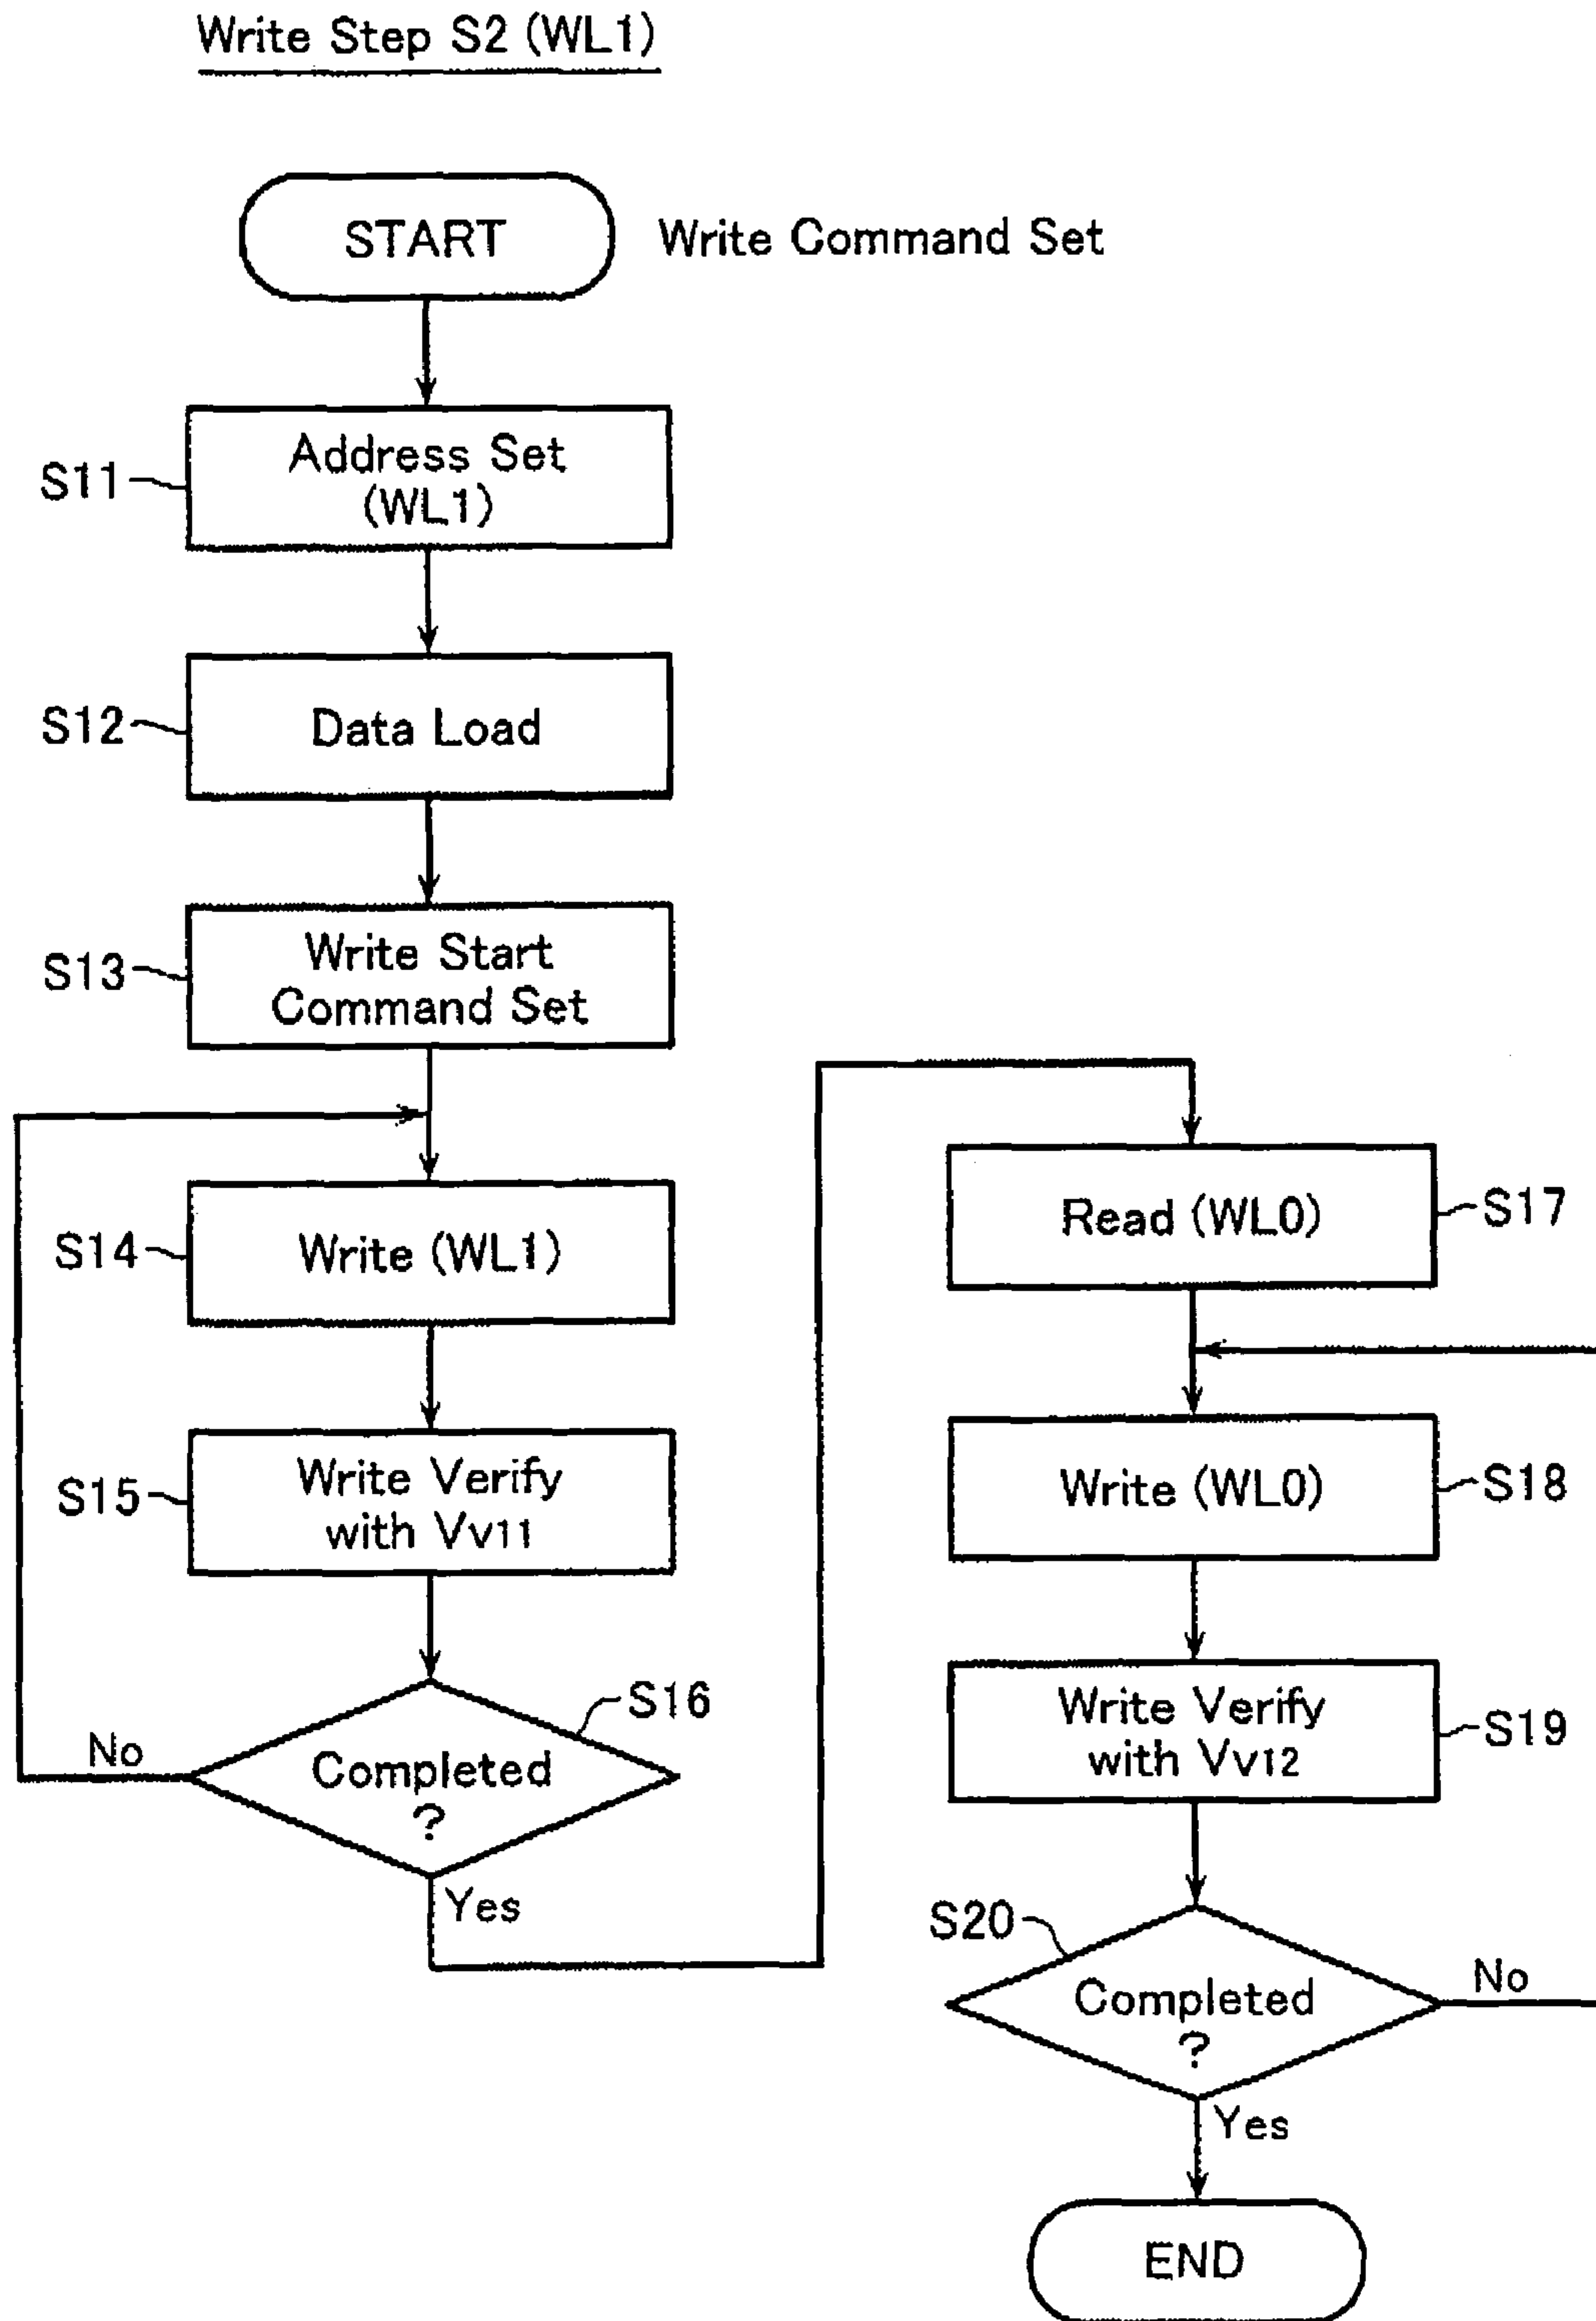 Write Step S2 (WL1)
START
Write Command Set
S11
Address Set
(WL1)
S12
Data Load
S13
Write Start
Command Set
S14
Write (WL1)
S15
Write Verify
with Vv11
S16
No
Completed
?
Yes
Read (WL0)
S17
Write (WL0)
S18
Write Verify
with Vv12
S19
S20
Completed
?
No
Yes
END